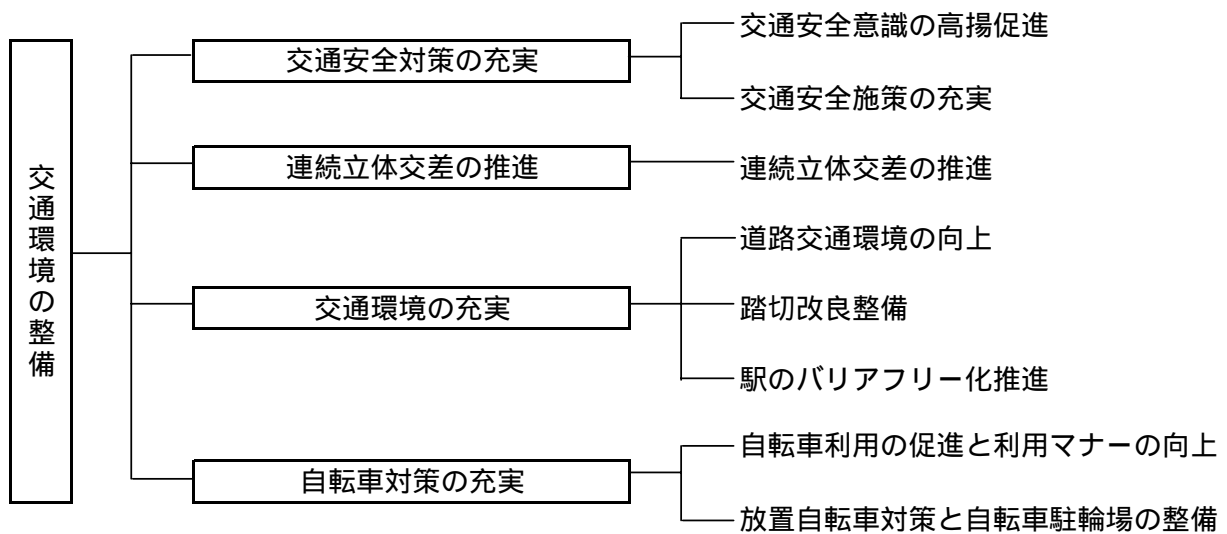 交通環境の整備
交通安全対策の充実
交通安全意識の高揚促進
交通安全施策の充実
連続立体交差の推進
連続立体交差の推進
交通環境の充実
道路交通環境の向上
踏切改良整備
駅のバリアフリー化推進
自転車対策の充実
自転車利用の促進と利用マナーの向上
放置自転車対策と自転車駐輪場の整備